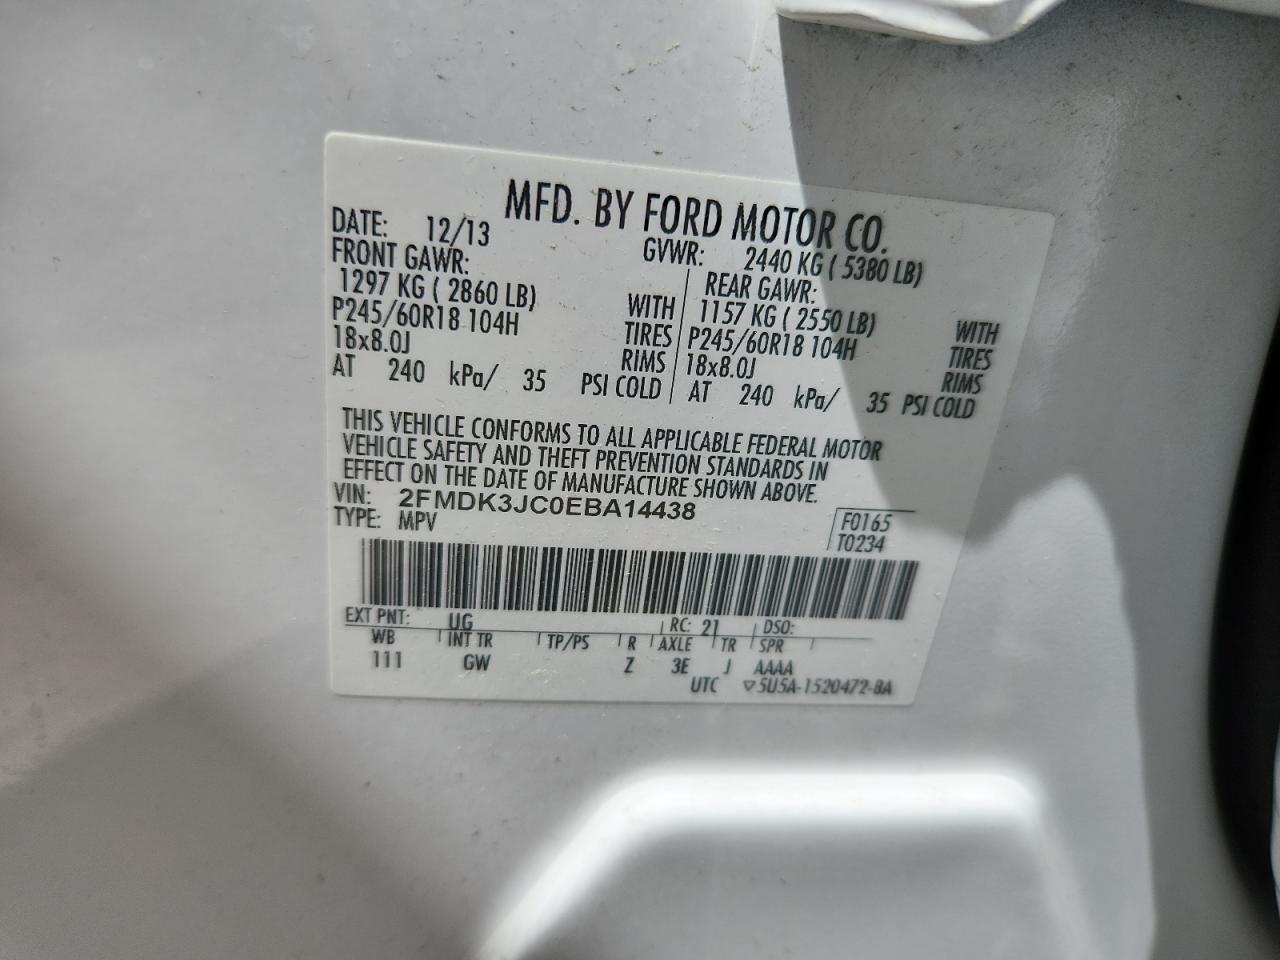 MFD. BY FORD MOTOR CO.
DATE: 12/13
GVWR: 2440 KG ( 5380 LB)
FRONT GAWR:
1297 KG ( 2860 LB) WITH
P245/60R18 104H TIRES
18x8.0J RIMS
AT 240 kPa/ 35 PSI COLD
REAR GAWR:
1157 KG ( 2550 LB) WITH
P245/60R18 104H TIRES
18x8.0J RIMS
AT 240 kPa/ 35 PSI COLD
THIS VEHICLE CONFORMS TO ALL APPLICABLE FEDERAL MOTOR
VEHICLE SAFETY AND THEFT PREVENTION STANDARDS IN
EFFECT ON THE DATE OF MANUFACTURE SHOWN ABOVE.
VIN: 2FMDK3JC0EBA14438
TYPE: MPV
F0165
T0234
EXT PNT: UG RC: 21 DSO:
WB INT TR TP/PS R AXLE TR SPR
111 GW Z 3E J AAAA
UTC ▽5U5A-1520472-BA